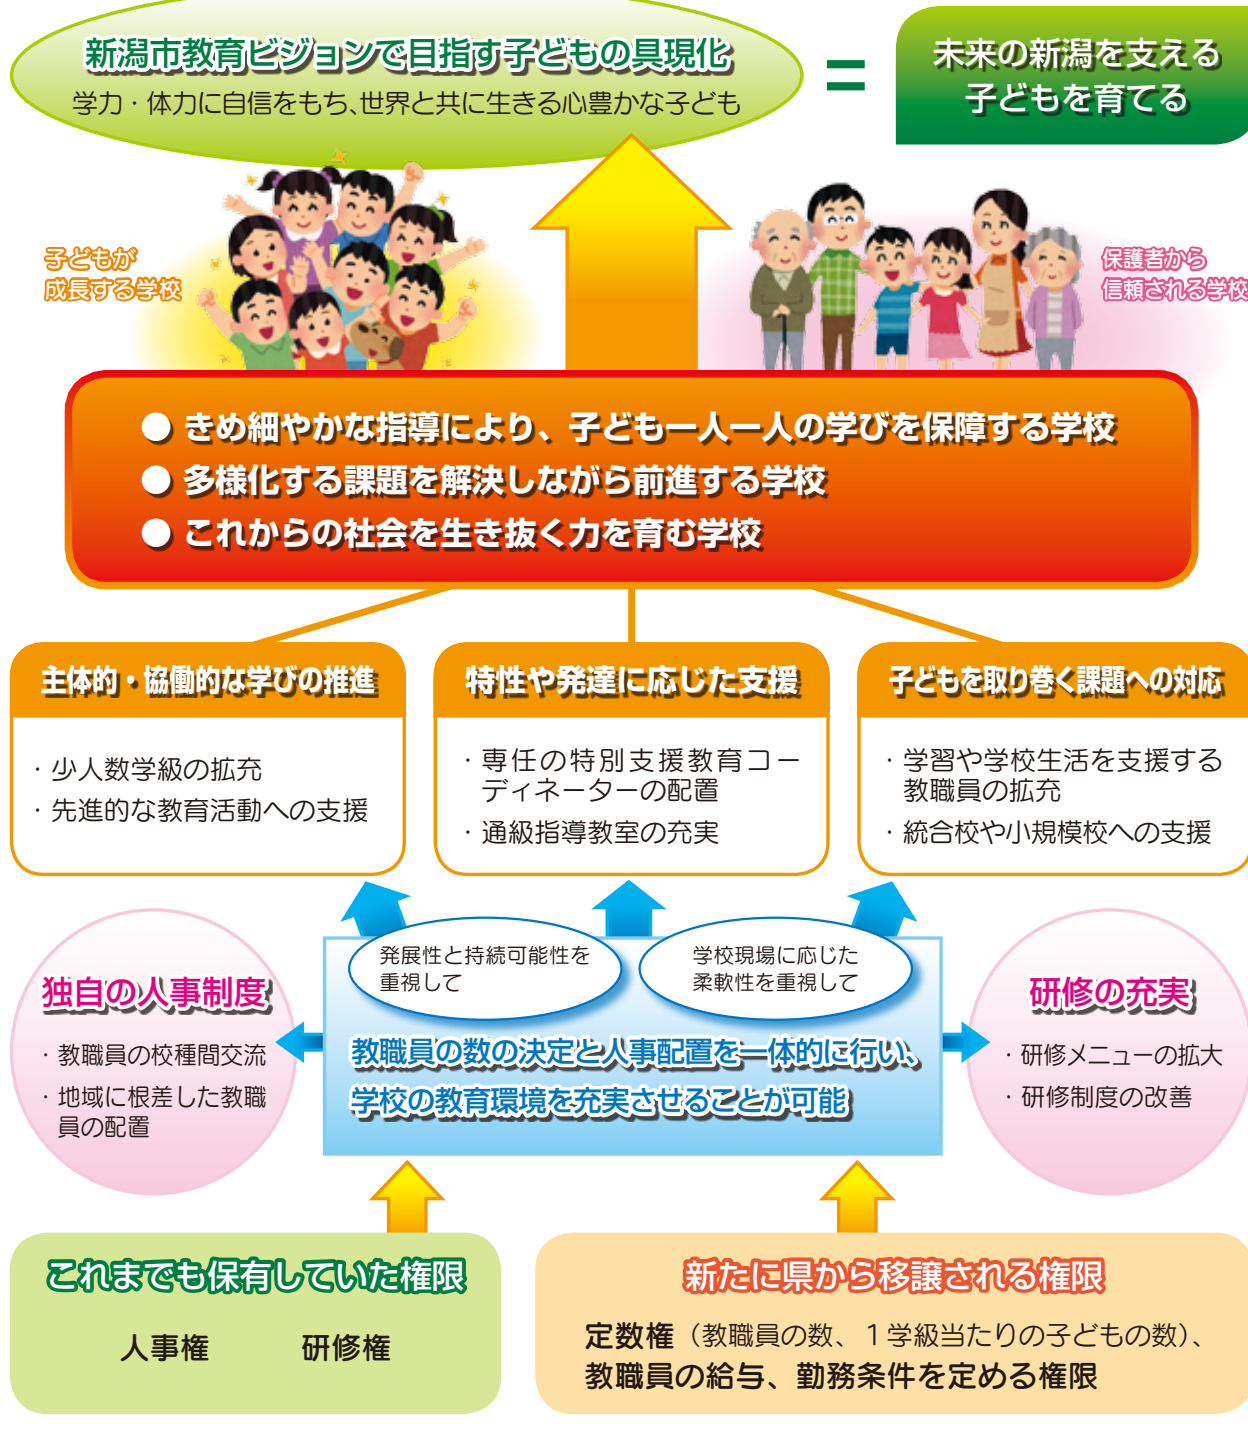 新潟市教育ビジョンで目指す子どもの具現化
学力・体力に自信をもち、世界と共に生きる心豊かな子ども
＝
未来の新潟を支える
子どもを育てる
子どもが
成長する学校
保護者から
信頼される学校
● きめ細やかな指導により、子ども一人一人の学びを保障する学校
● 多様化する課題を解決しながら前進する学校
● これからの社会を生き抜く力を育む学校
主体的・協働的な学びの推進
・少人数学級の拡充
・先進的な教育活動への支援
特性や発達に応じた支援
・専任の特別支援教育コー
ディネーターの配置
・通級指導教室の充実
子どもを取り巻く課題への対応
・学習や学校生活を支援する
教職員の拡充
・統合校や小規模校への支援
発展性と持続可能性を
重視して
学校現場に応じた
柔軟性を重視して
独自の人事制度
・教職員の校種間交流
・地域に根差した教職
員の配置
教職員の数の決定と人事配置を一体的に行い、
学校の教育環境を充実させることが可能
研修の充実
・研修メニューの拡大
・研修制度の改善
これまでも保有していた権限
人事権　研修権
新たに県から移譲される権限
定数権（教職員の数、１学級当たりの子どもの数）、
教職員の給与、勤務条件を定める権限